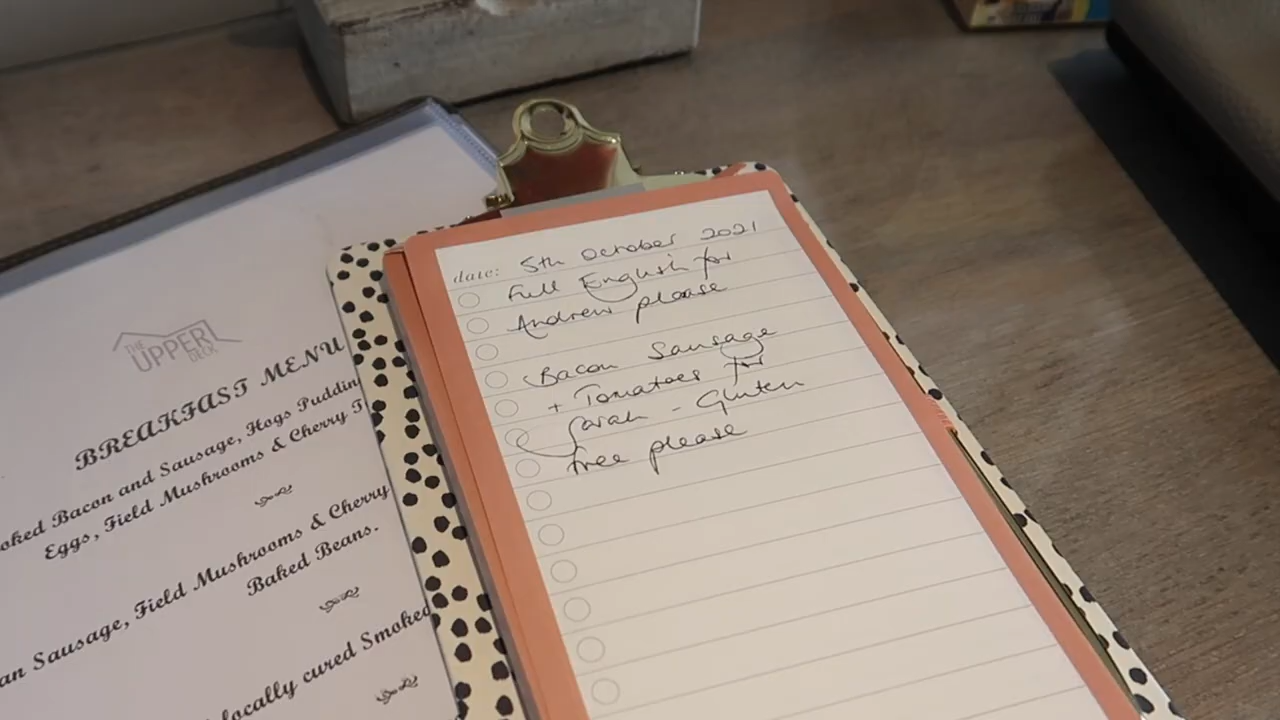 THE
UPPER
DECK
BREAKFAST MENU
oked Bacon and Sausage, Hogs Puddin
Eggs, Field Mushrooms & Cherry T
an Sausage, Field Mushrooms & Cherry
Baked Beans.
locally cured Smoked
date: 5th October 2021
Full English for
Andrew please
Bacon Sausage
+ Tomatoes for
Sarah - Gluten
free please